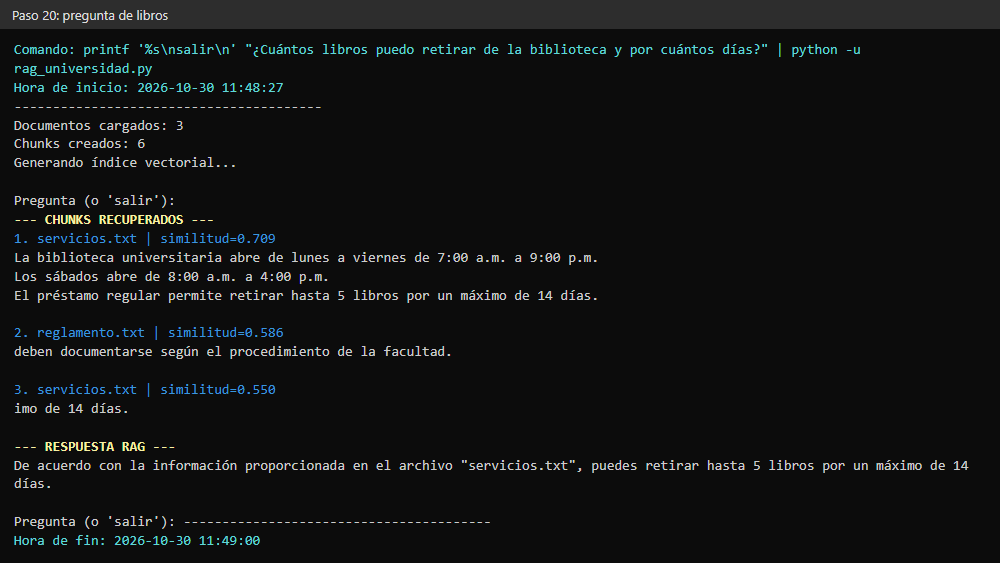 Paso 20: pregunta de libros
Comando: printf '%s\nsalir\n' "¿Cuántos libros puedo retirar de la biblioteca y por cuántos días?" | python -u
rag_universidad.py
Hora de inicio: 2026-10-30 11:48:27
----------------------------------------
Documentos cargados: 3
Chunks creados: 6
Generando índice vectorial...
Pregunta (o 'salir'):
--- CHUNKS RECUPERADOS ---
1. servicios.txt | similitud=0.709
La biblioteca universitaria abre de lunes a viernes de 7:00 a.m. a 9:00 p.m.
Los sábados abre de 8:00 a.m. a 4:00 p.m.
El préstamo regular permite retirar hasta 5 libros por un máximo de 14 días.
2. reglamento.txt | similitud=0.586
deben documentarse según el procedimiento de la facultad.
3. servicios.txt | similitud=0.550
imo de 14 días.
--- RESPUESTA RAG ---
De acuerdo con la información proporcionada en el archivo "servicios.txt", puedes retirar hasta 5 libros por un máximo de 14
días.
Pregunta (o 'salir'): ----------------------------------------
Hora de fin: 2026-10-30 11:49:00